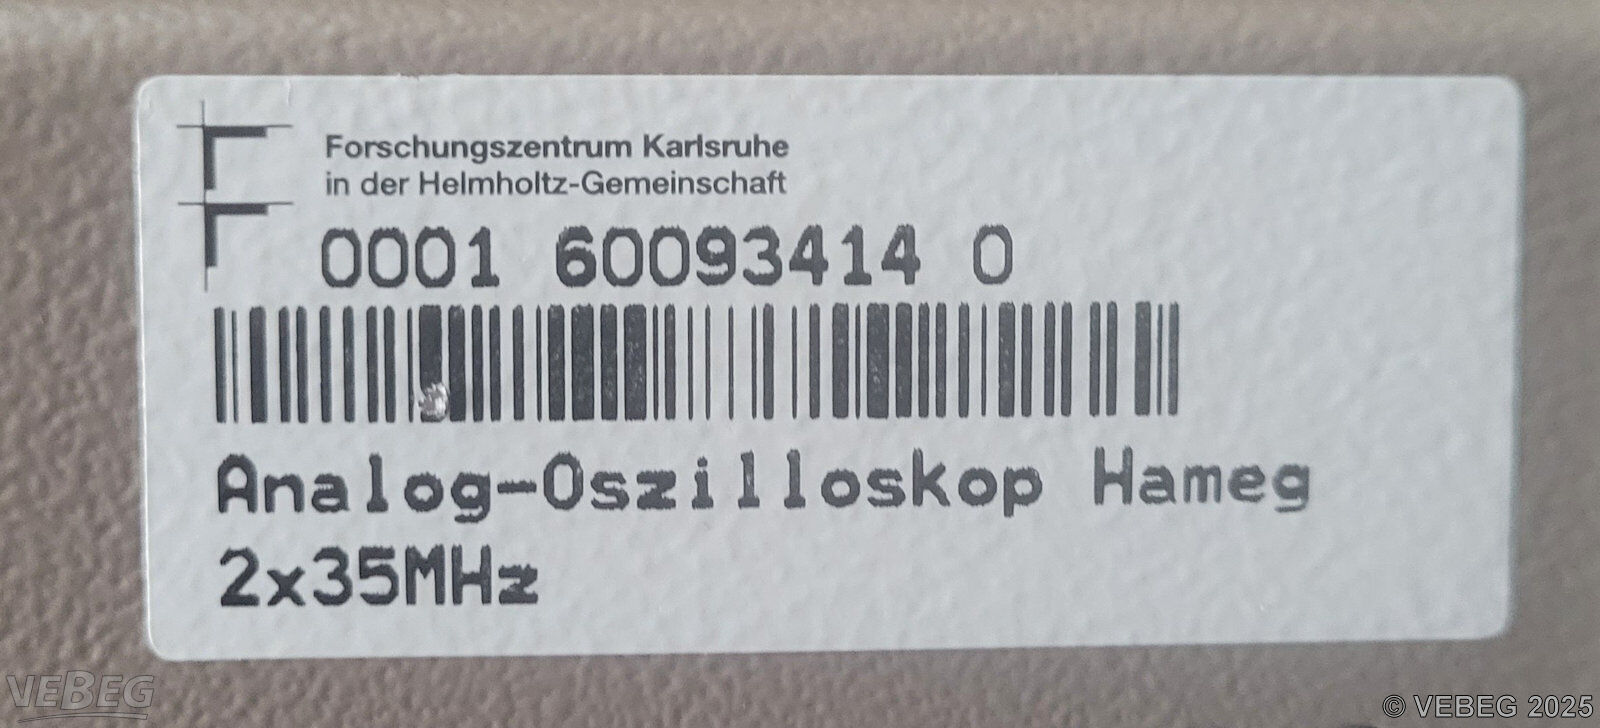 Forschungszentrum Karlsruhe
in der Helmholtz-Gemeinschaft
0001 60093414 0
Analog-Oszilloskop Hameg
2x35MHz
VEBEG
© VEBEG 2025